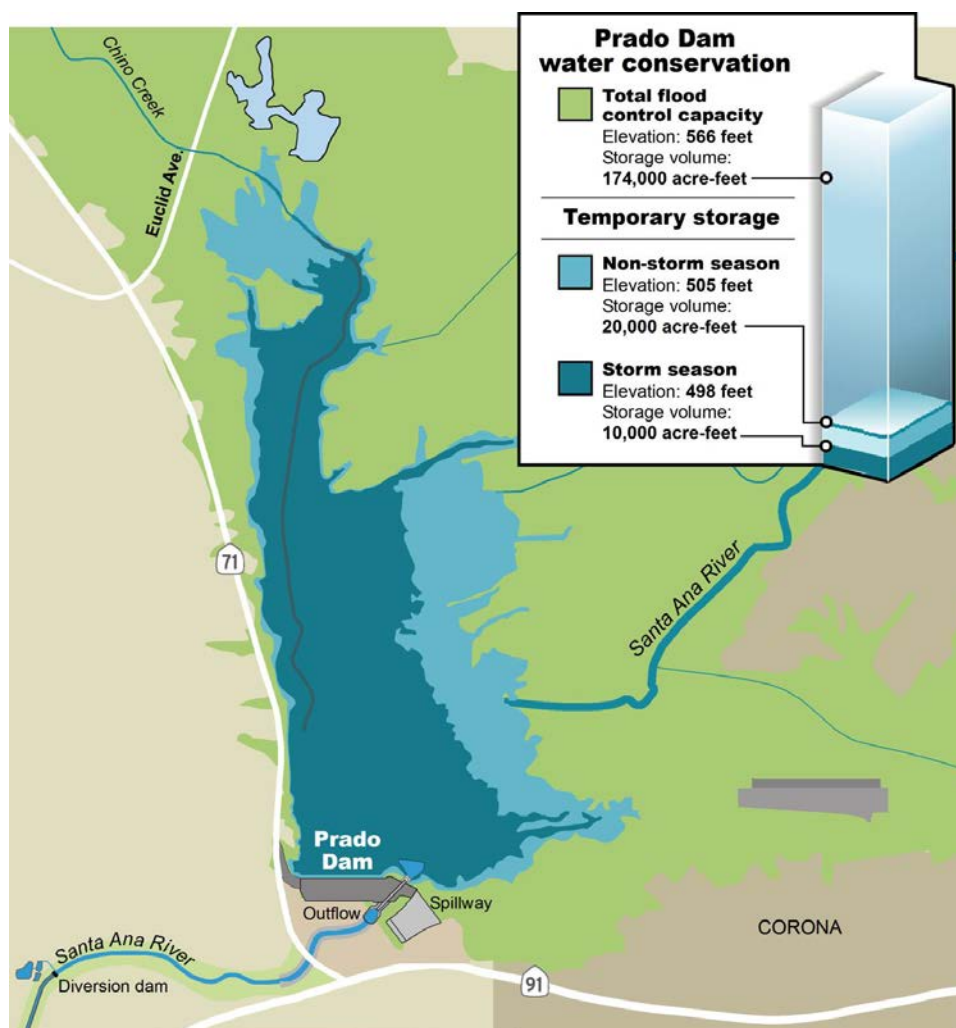 Prado Dam
water conservation
Total flood
control capacity
Elevation: 566 feet
Storage volume:
174,000 acre-feet
Temporary storage
Non-storm season
Elevation: 505 feet
Storage volume:
20,000 acre-feet
Storm season
Elevation: 498 feet
Storage volume:
10,000 acre-feet
Chino Creek
Euclid Ave.
71
Santa Ana River
Prado
Dam
Outflow
Spillway
CORONA
Santa Ana River
Diversion dam
91